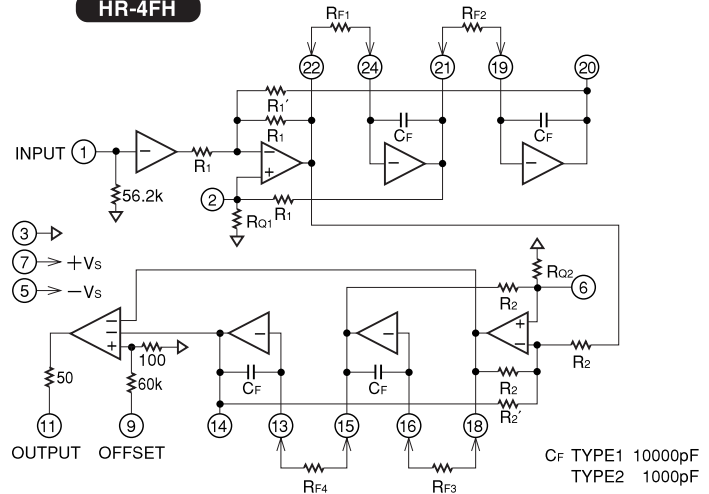 HR-4FH
RF1
RF2
22
24
21
19
20
R1′
R1
CF
CF
INPUT
1
R1
−
−
+
−
−
56.2k
2
RQ1
R1
3
7
+Vs
5
−Vs
RQ2
R2
6
−
−
+
−
−
+
−
R2
100
50
60k
CF
CF
R2
R2′
11
9
14
13
15
16
18
OUTPUT
OFFSET
RF4
RF3
CF TYPE1 10000pF
TYPE2 1000pF